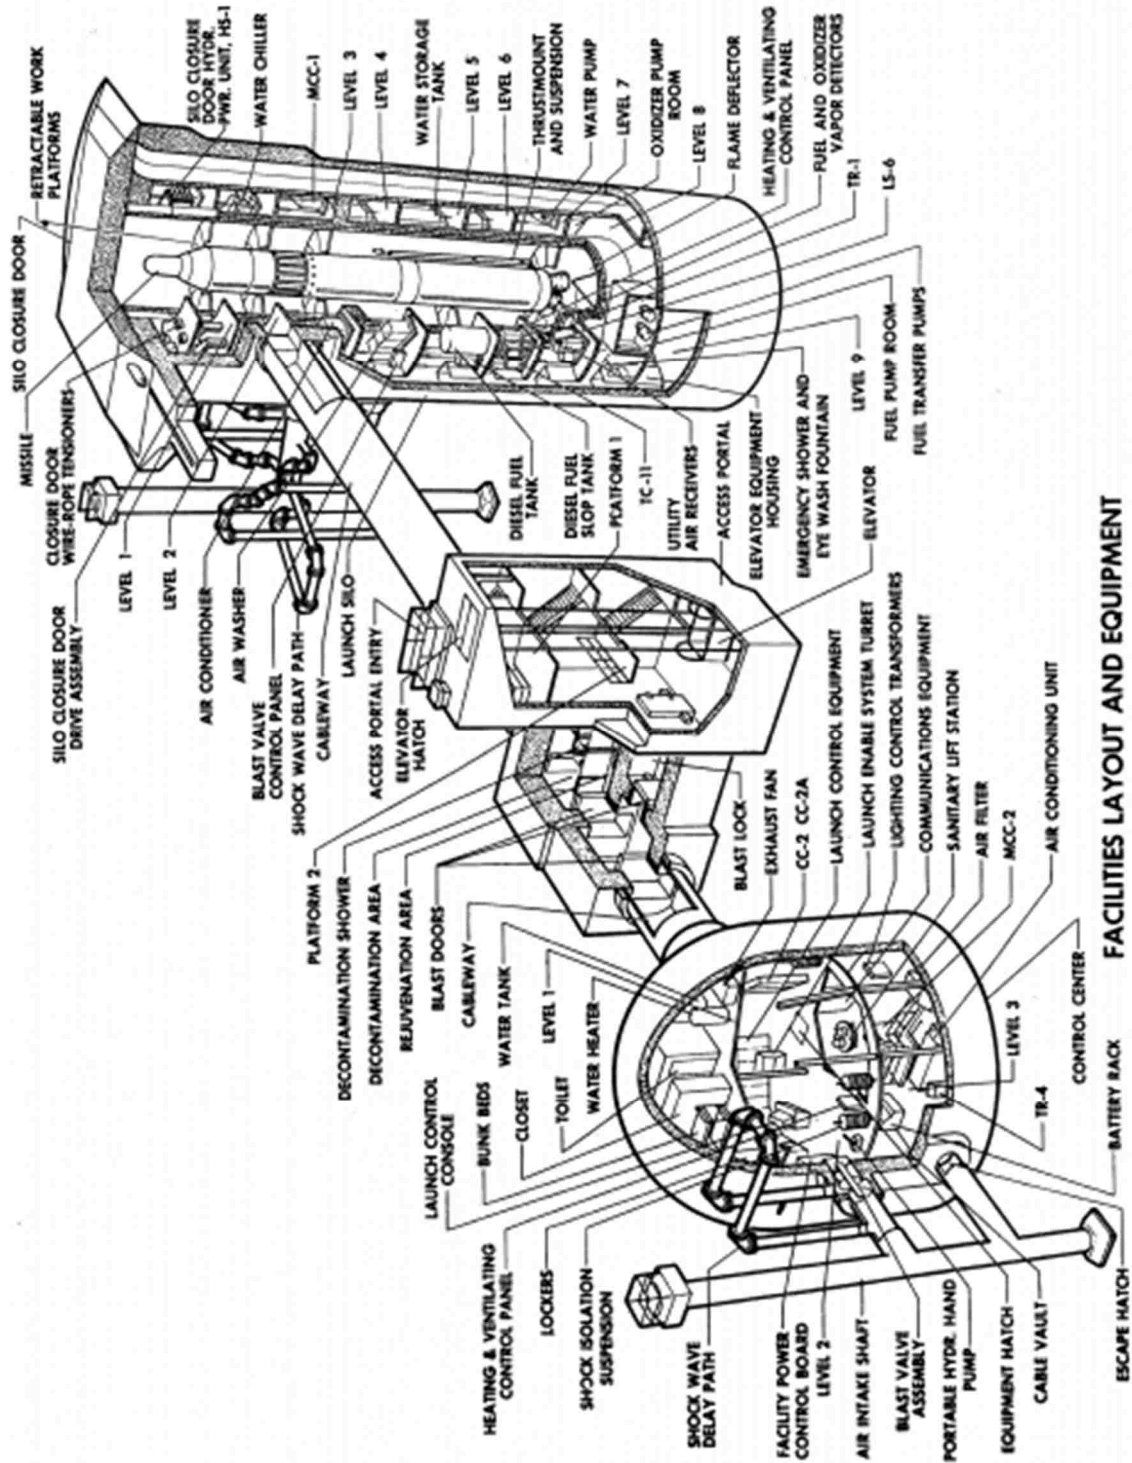 SILO CLOSURE DOOR
RETRACTABLE WORK
PLATFORMS
MISSILE
SILO CLOSURE
DOOR HYDR.
PWR. UNIT, HS-1
CLOSURE DOOR
WIRE-ROPE TENSIONERS
WATER CHILLER
SILO CLOSURE DOOR
DRIVE ASSEMBLY
MCC-1
LEVEL 1
LEVEL 3
LEVEL 2
LEVEL 4
AIR CONDITIONER
WATER STORAGE
TANK
AIR WASHER
LEVEL 5
BLAST VALVE
CONTROL PANEL
LEVEL 6
SHOCK WAVE DELAY PATH
THRUSTMOUNT
AND SUSPENSION
CABLEWAY
WATER PUMP
LAUNCH SILO
LEVEL 7
ACCESS PORTAL ENTRY
OXIDIZER PUMP
ROOM
ELEVATOR
HATCH
LEVEL 8
FLAME DEFLECTOR
HEATING & VENTILATING
CONTROL PANEL
FUEL AND OXIDIZER
VAPOR DETECTORS
TR-1
LS-6
DIESEL FUEL
TANK
DIESEL FUEL
SLOP TANK
PLATFORM 1
TC-11
UTILITY
AIR RECEIVERS
ACCESS PORTAL
ELEVATOR EQUIPMENT
HOUSING
EMERGENCY SHOWER AND
EYE WASH FOUNTAIN
LEVEL 9
ELEVATOR
FUEL PUMP ROOM
FUEL TRANSFER PUMPS
PLATFORM 2
DECONTAMINATION SHOWER
DECONTAMINATION AREA
REJUVENATION AREA
BLAST DOORS
CABLEWAY
WATER TANK
LEVEL 1
WATER HEATER
BLAST LOCK
EXHAUST FAN
CC-2 CC-2A
LAUNCH CONTROL EQUIPMENT
LAUNCH ENABLE SYSTEM TURRET
LIGHTING CONTROL TRANSFORMERS
COMMUNICATIONS EQUIPMENT
SANITARY LIFT STATION
AIR FILTER
MCC-2
AIR CONDITIONING UNIT
LAUNCH CONTROL
CONSOLE
BUNK BEDS
CLOSET
TOILET
HEATING & VENTILATING
CONTROL PANEL
LOCKERS
SHOCK ISOLATION
SUSPENSION
SHOCK WAVE
DELAY PATH
FACILITY POWER
CONTROL BOARD
LEVEL 2
AIR INTAKE SHAFT
BLAST VALVE
ASSEMBLY
PORTABLE HYDR. HAND
PUMP
EQUIPMENT HATCH
CABLE VAULT
ESCAPE HATCH
LEVEL 3
TR-4
CONTROL CENTER
BATTERY RACK
FACILITIES LAYOUT AND EQUIPMENT